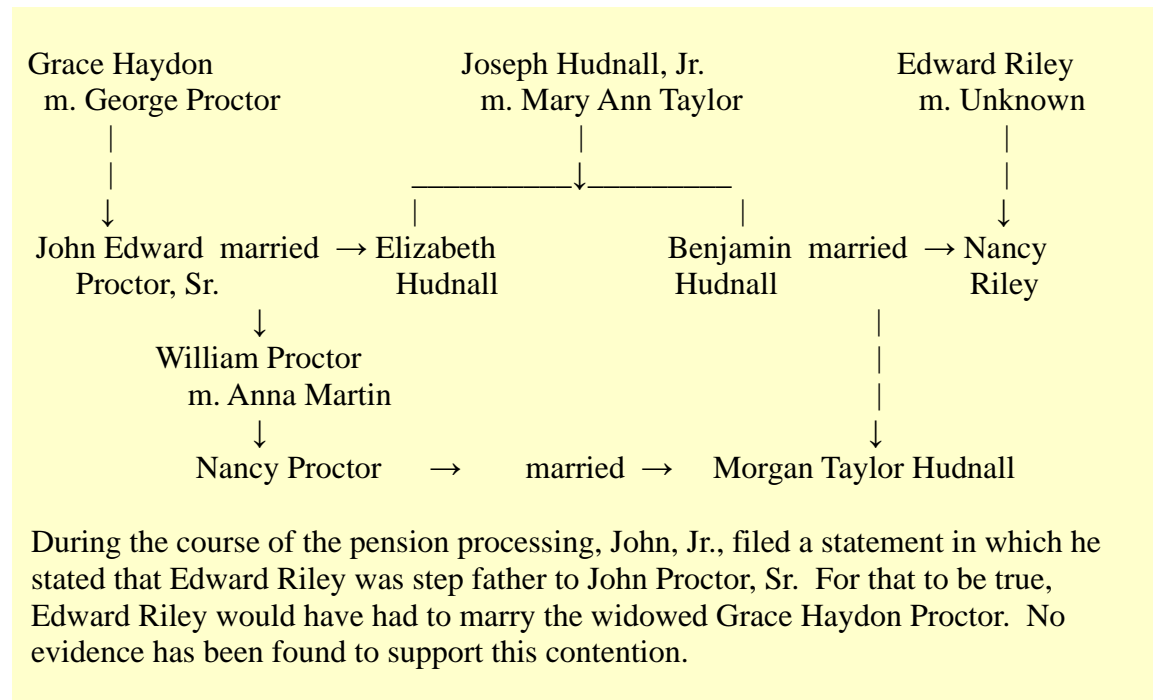 Grace Haydon Joseph Hudnall, Jr. Edward Riley
m. George Proctor m. Mary Ann Taylor m. Unknown
| | |
| ↓ |
↓ | | ↓
John Edward married → Elizabeth Benjamin married → Nancy
Proctor, Sr. Hudnall Hudnall Riley
↓ |
William Proctor |
m. Anna Martin |
↓ ↓
Nancy Proctor → married → Morgan Taylor Hudnall
During the course of the pension processing, John, Jr., filed a statement in which he
stated that Edward Riley was step father to John Proctor, Sr.  For that to be true,
Edward Riley would have had to marry the widowed Grace Haydon Proctor.  No
evidence has been found to support this contention.